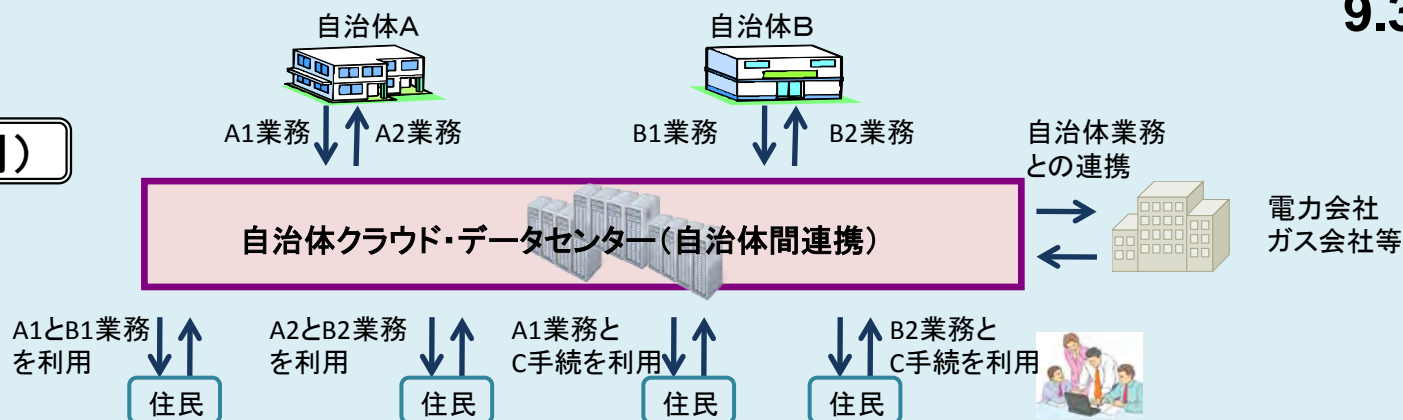 9.3
自治体A
自治体B
A1業務
A2業務
B1業務
B2業務
自治体業務
との連携
)
電力会社
ガス会社等
自治体クラウド・データセンター(自治体間連携)
A1とB1業務
を利用
A2とB2業務
を利用
A1業務と
C手続を利用
B2業務と
C手続を利用
住民
住民
住民
住民